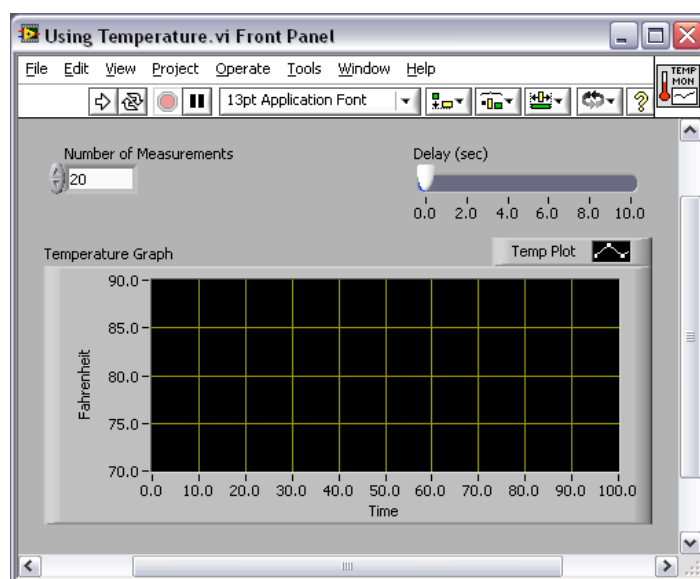 Using Temperature.vi Front Panel
File Edit View Project Operate Tools Window Help
TEMP
MON
13pt Application Font
Number of Measurements
20
Delay (sec)
0.0 2.0 4.0 6.0 8.0 10.0
Temperature Graph
Temp Plot
90.0
85.0
80.0
75.0
70.0
Fahrenheit
0.0 10.0 20.0 30.0 40.0 50.0 60.0 70.0 80.0 90.0 100.0
Time